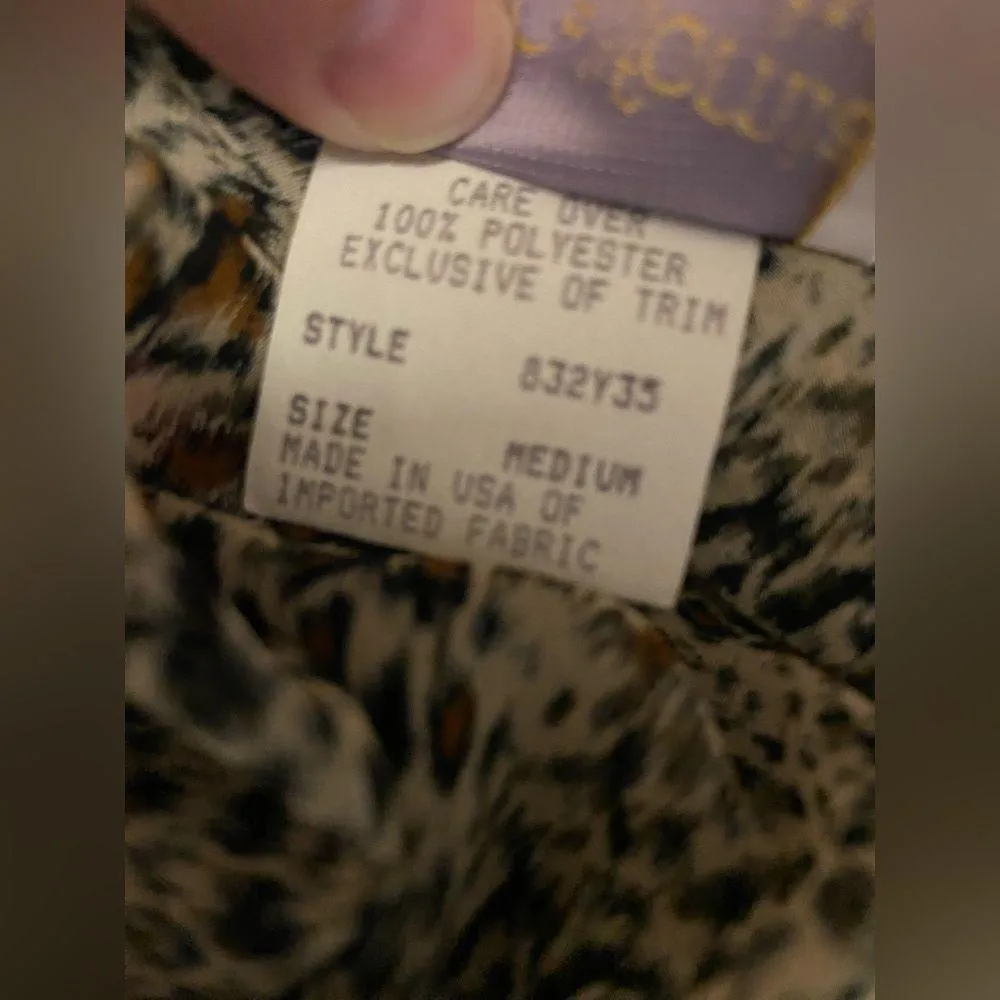 CARE OVER
100% POLYESTER
EXCLUSIVE OF TRIM
STYLE 832Y35
SIZE MEDIUM
MADE IN USA OF
IMPORTED FABRIC